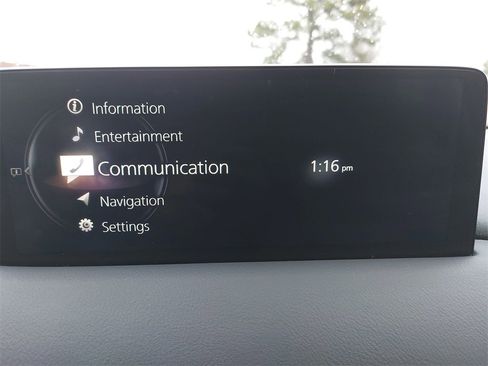 Information
Entertainment
Communication
1:16 pm
Navigation
Settings